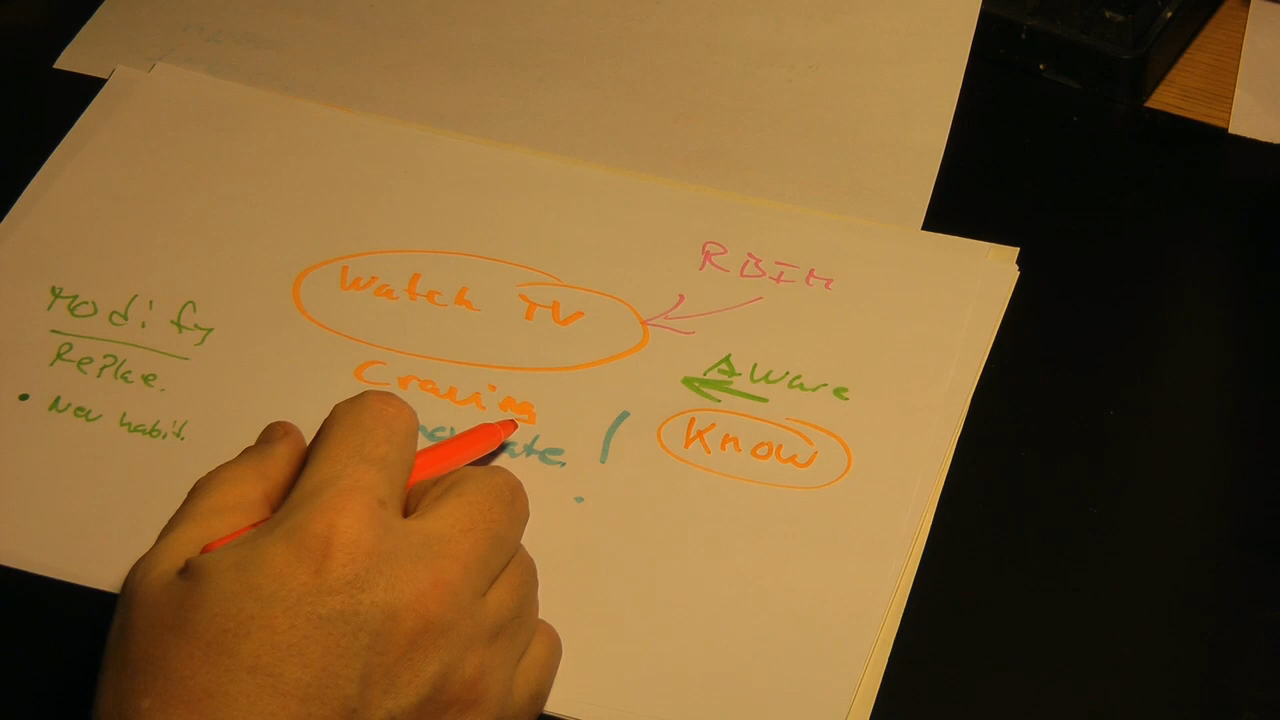 RBIM
Watch TV
Modify
Replace.
• New habit.
Craving
Aware
Know